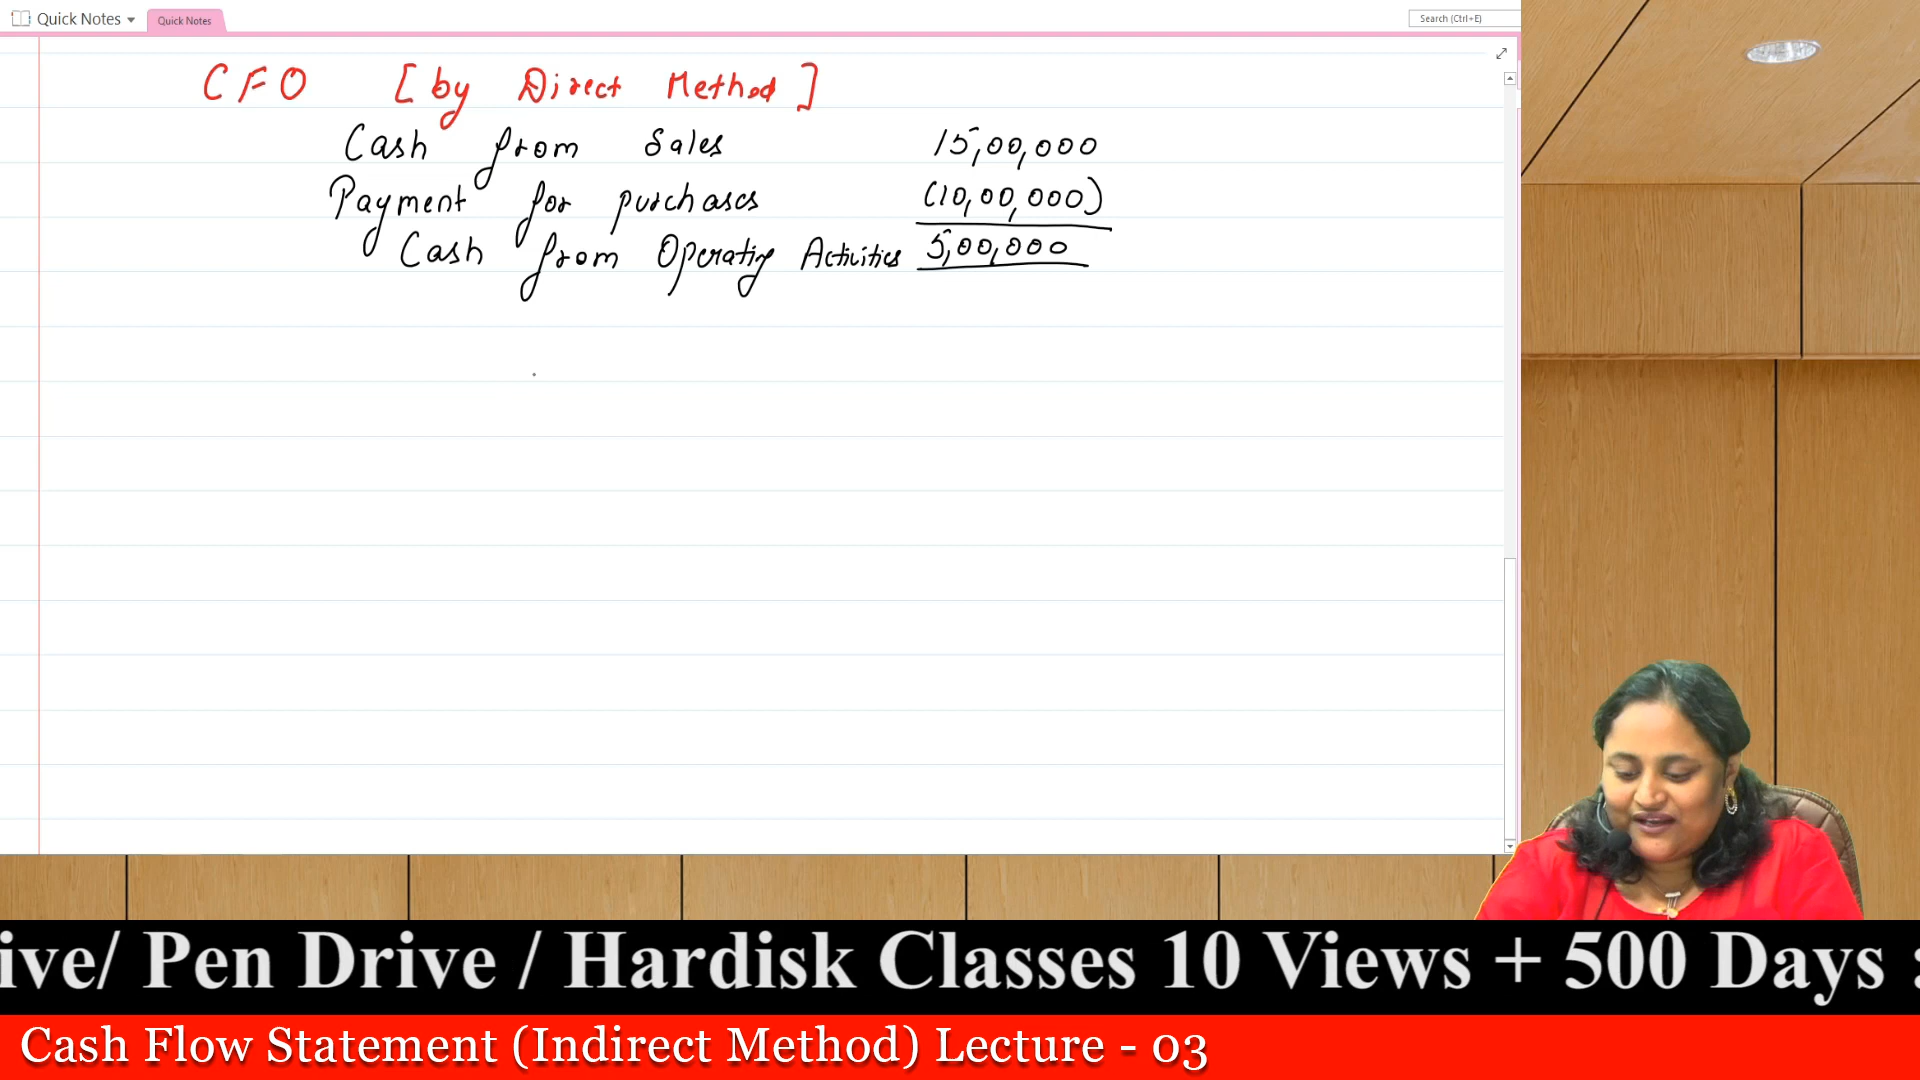 Quick Notes
Quick Notes
Search (Ctrl+E)
CFO [by Direct Method]
Cash from Sales 15,00,000
Payment for purchases (10,00,000)
Cash from Operating Activities 5,00,000
ive/ Pen Drive / Hardisk Classes 10 Views + 500 Days :
Cash Flow Statement (Indirect Method) Lecture - 03